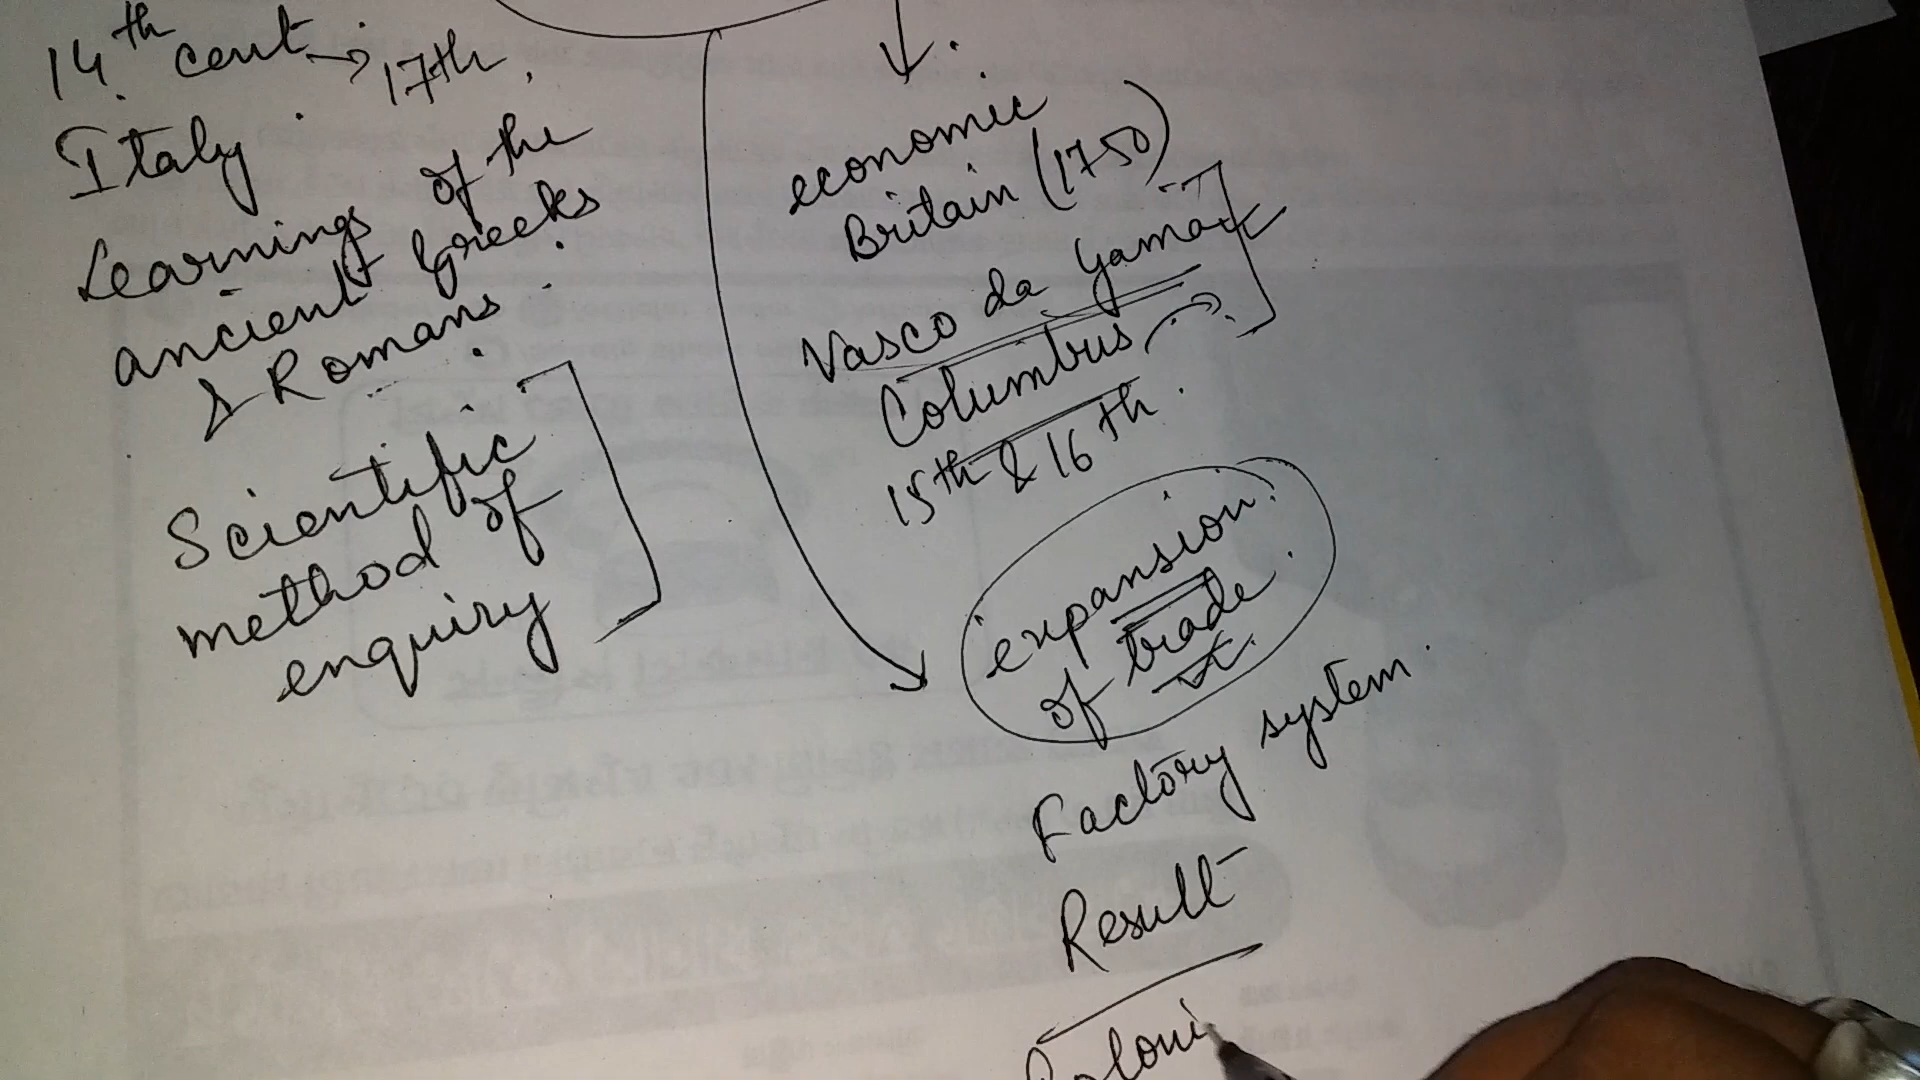 14th cent → 17th.
Italy
Learnings of the
ancient Greeks
& Romans.
Scientific
method of
enquiry
economic
Britain (1750)
Vasco da Gama
Columbus
15th & 16th.
expansion
of trade.
Factory system.
Result
Coloni